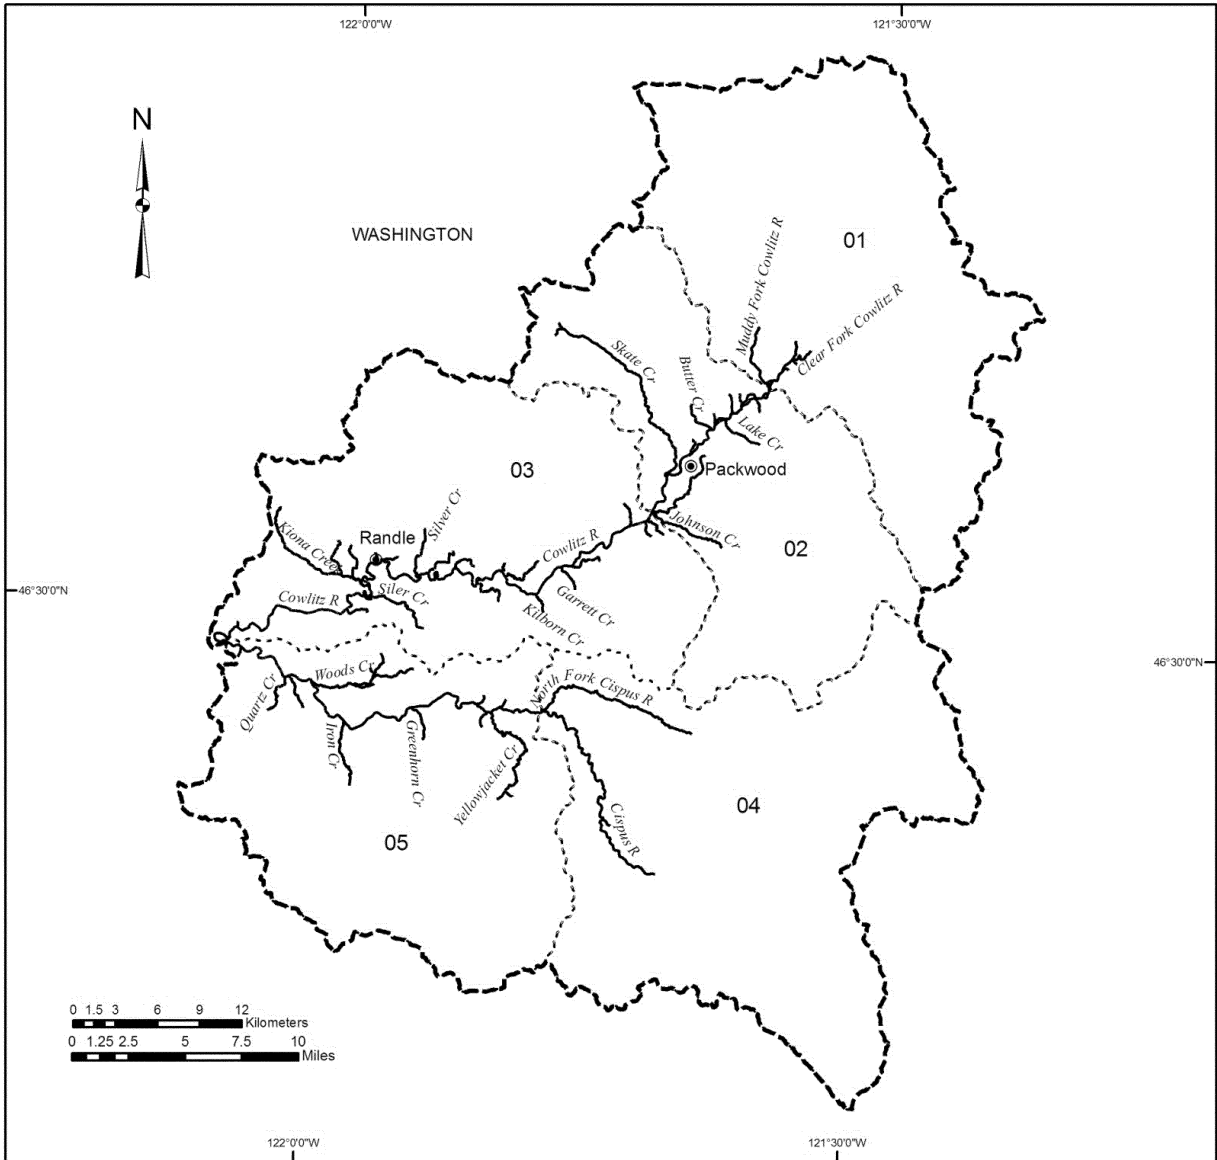 122°0'0"W
121°30'0"W
N
WASHINGTON
01
Muddy Fork Cowlitz R
Clear Fork Cowlitz R
Skate Cr
Butter Cr
Lake Cr
Packwood
03
Silver Cr
Randle
Kiona Creek
Cowlitz R
Johnson Cr
02
46°30'0"N
Siler Cr
Cowlitz R
Garrett Cr
Kilborn Cr
46°30'0"N
Woods Cr
North Fork Cispus R
Quartz Cr
Iron Cr
Greenhorn Cr
Yellowjacket Cr
Cispus R
04
05
0 1.5 3 6 9 12
Kilometers
0 1.25 2.5 5 7.5 10
Miles
122°0'0"W
121°30'0"W